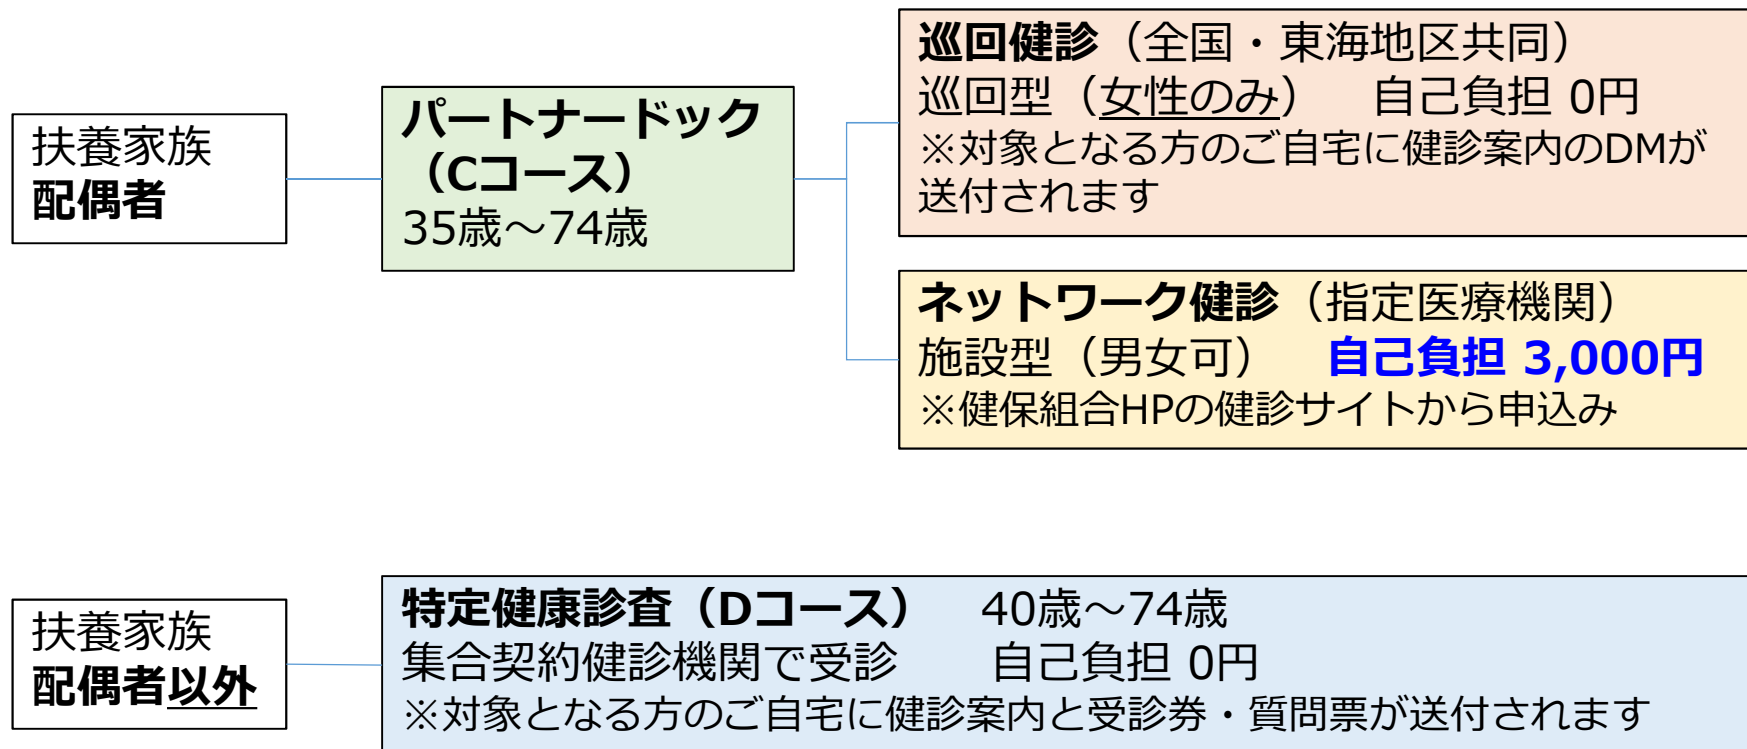 扶養家族
配偶者
パートナードック
（Cコース）
35歳～74歳
巡回健診（全国・東海地区共同）
巡回型（女性のみ）　自己負担 0円
※対象となる方のご自宅に健診案内のDMが
送付されます
ネットワーク健診（指定医療機関）
施設型（男女可）　自己負担 3,000円
※健保組合HPの健診サイトから申込み
扶養家族
配偶者以外
特定健康診査（Dコース）　40歳～74歳
集合契約健診機関で受診　　自己負担 0円
※対象となる方のご自宅に健診案内と受診券・質問票が送付されます